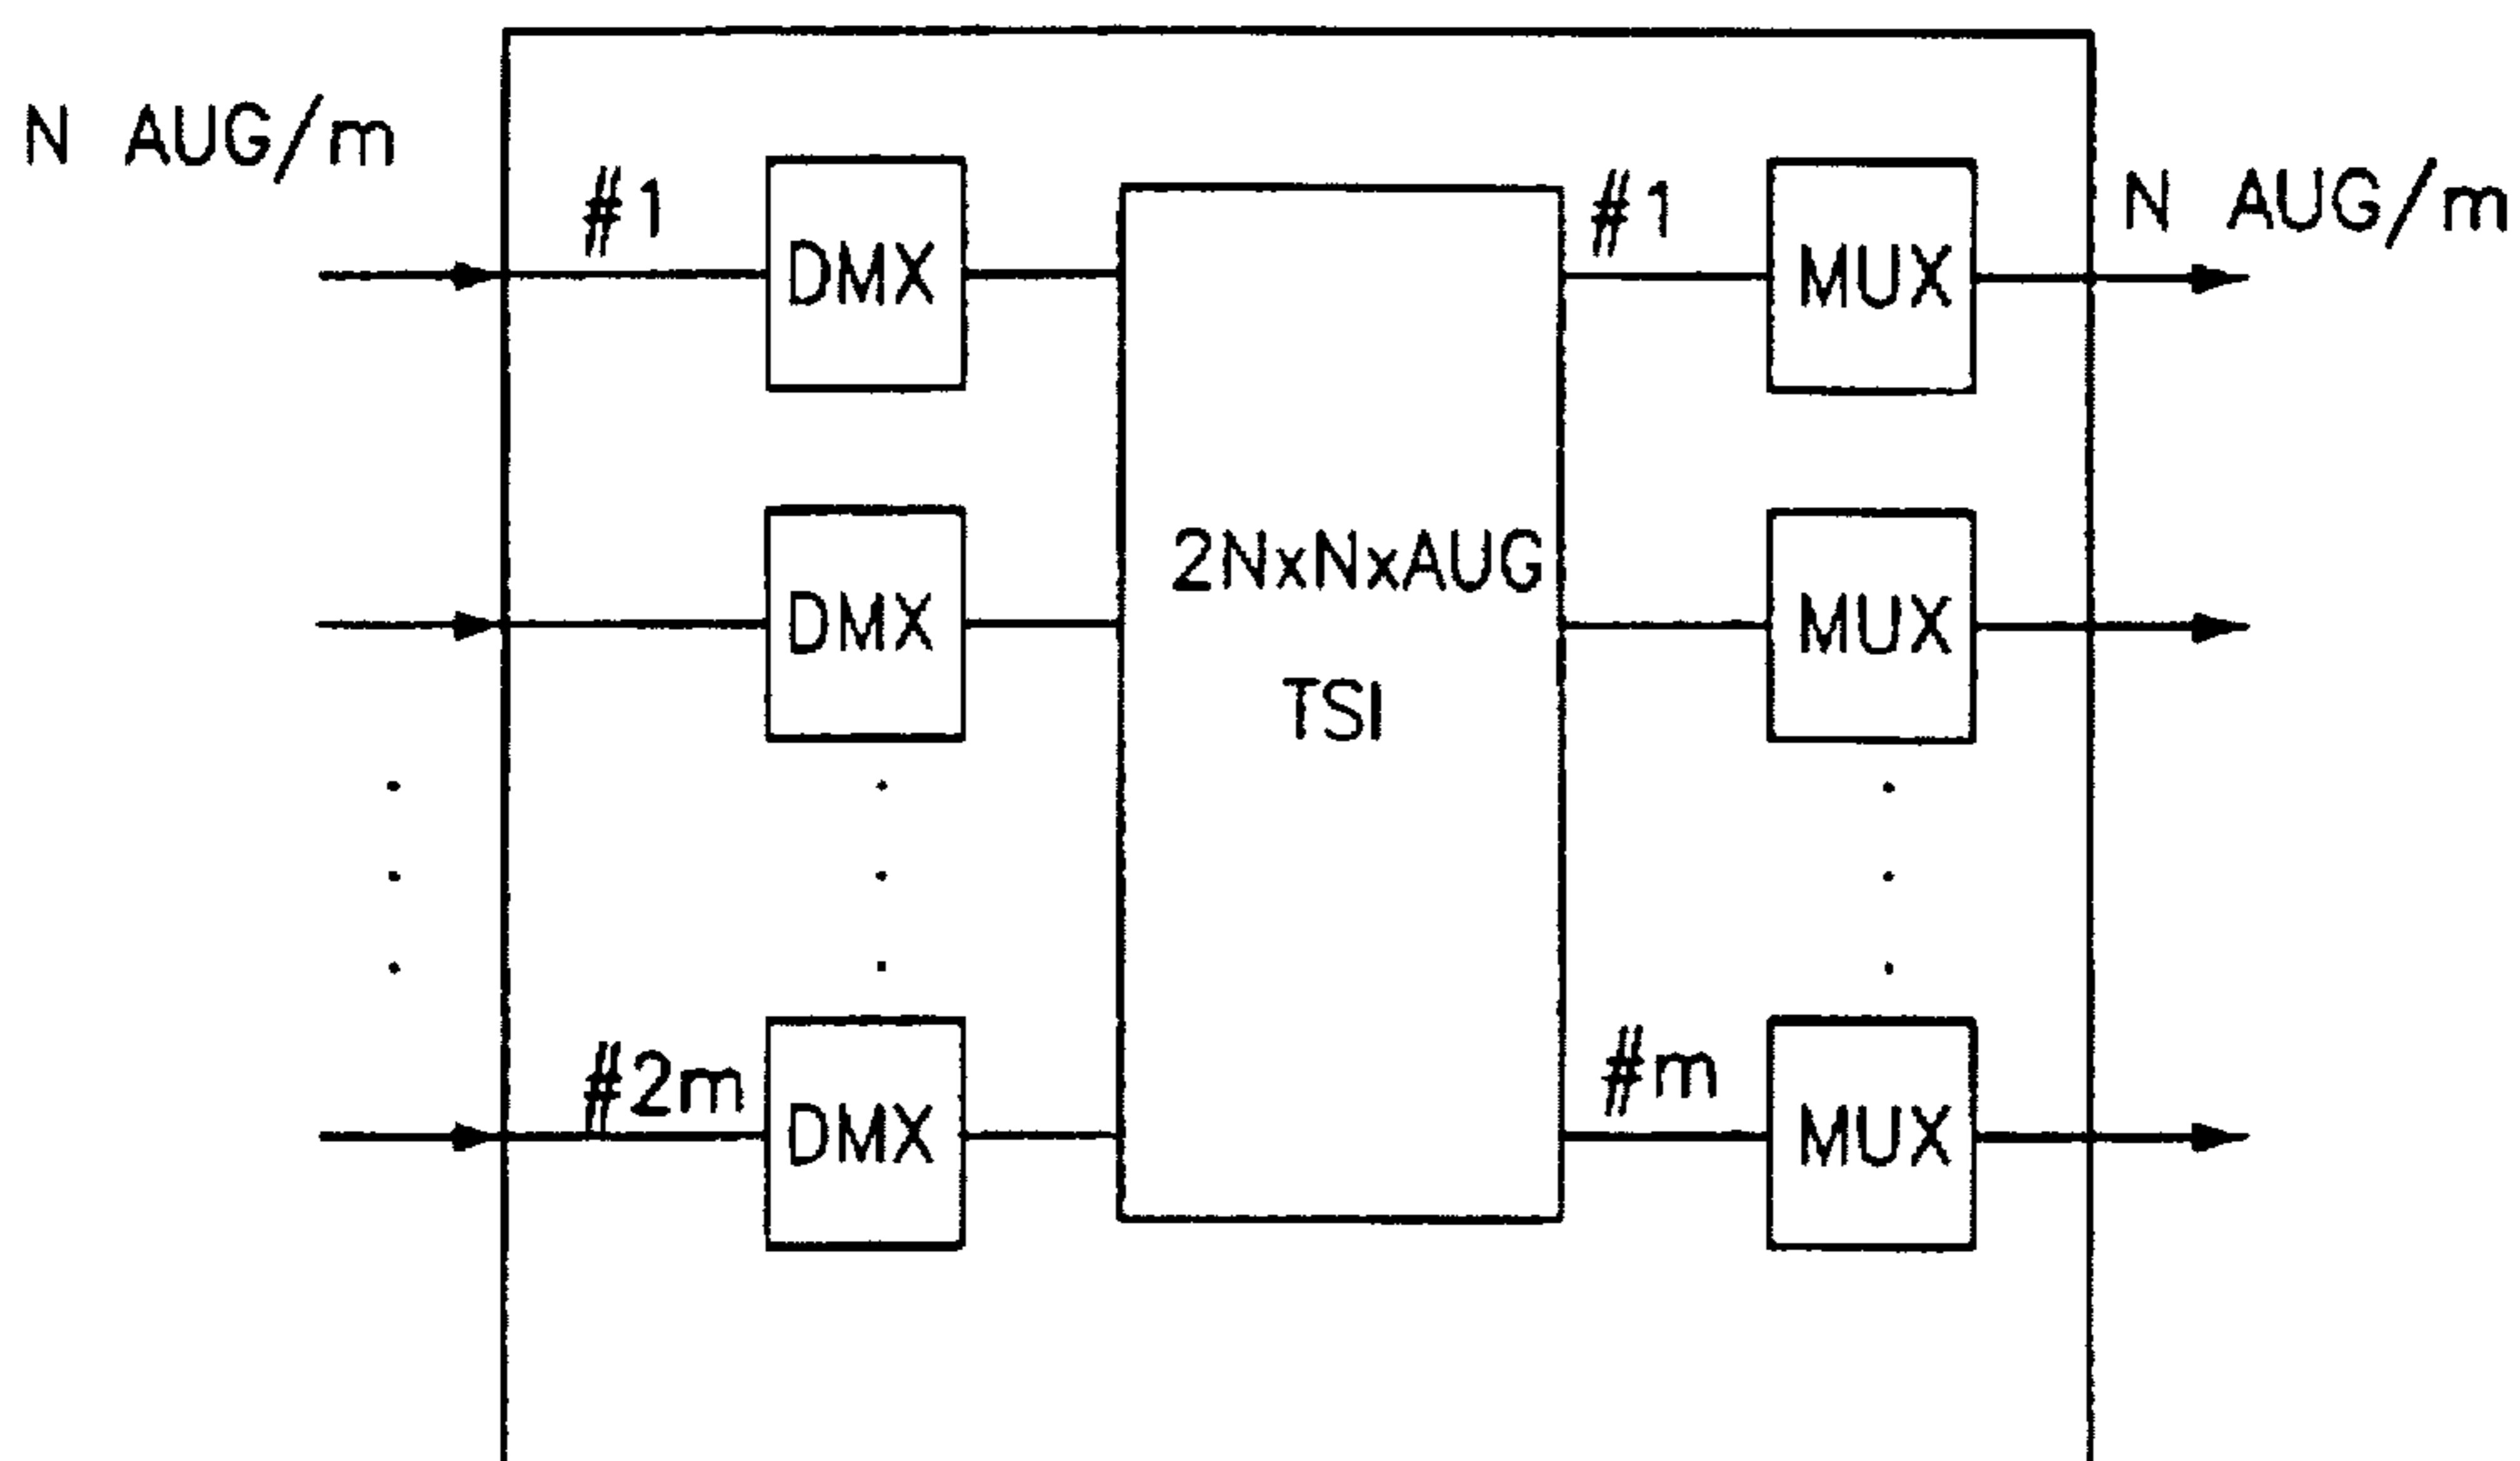 N AUG/m
#1
DMX
#1
MUX
N AUG/m
DMX
2NxNxAUG
TSI
MUX
#2m
DMX
#m
MUX